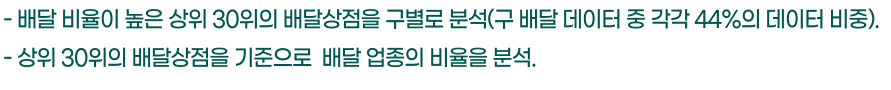 - 배달 비율이 높은 상위 30위의 배달상점을 구별로 분석(구 배달 데이터 중 각각 44%의 데이터 비중).
- 상위 30위의 배달상점을 기준으로  배달 업종의 비율을 분석.